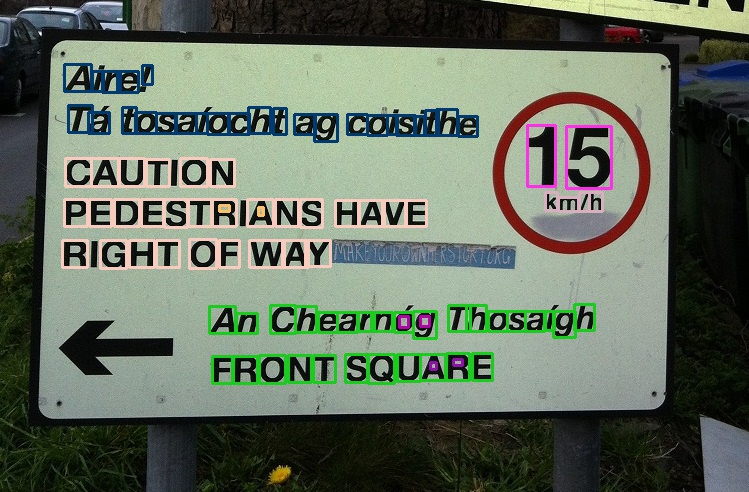 Aire!
Tá tosaíocht ag coisithe
CAUTION
PEDESTRIANS HAVE
RIGHT OF WAY
15
km/h
An Chearnóg Thosaigh
FRONT SQUARE